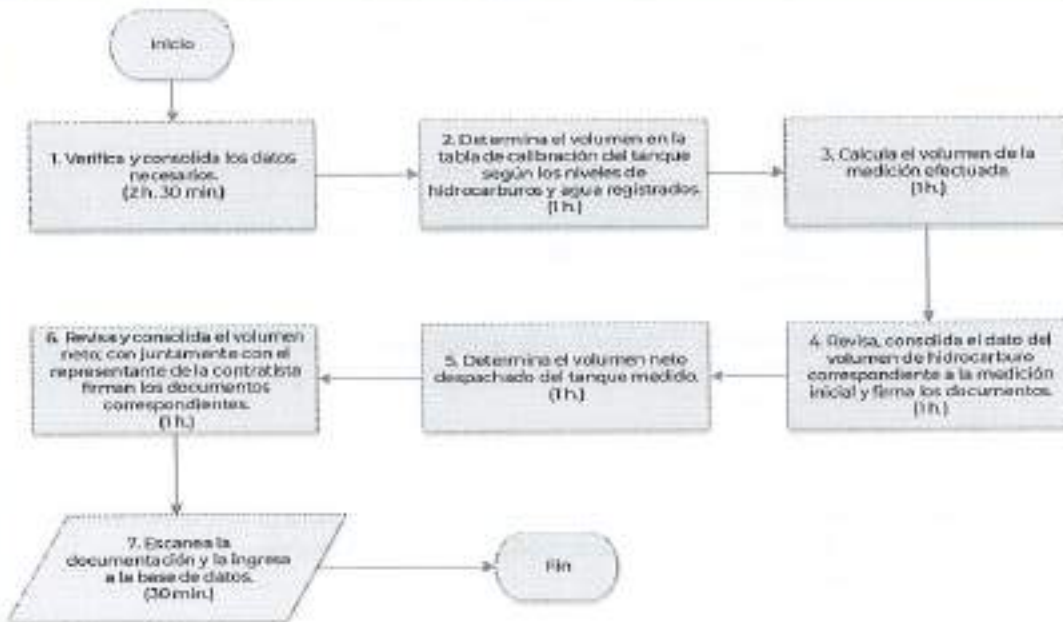 Inicio
1. Verifica y consolida los datos
necesarios.
(2 h. 30 min.)
2. Determina el volumen en la
tabla de calibración del tanque
según los niveles de
hidrocarburos y agua registrados.
(1 h.)
3. Calcula el volumen de la
medición efectuada.
(1 h.)
4. Revisa, consolida el dato del
volumen de hidrocarburo
correspondiente a la medición
inicial y firma los documentos.
(1 h.)
5. Determina el volumen neto
despachado del tanque medido.
(1 h.)
6. Revisa y consolida el volumen
neto; con juntamente con el
representante de la contratista
firman los documentos
correspondientes.
(1 h.)
7. Escanea la
documentación y la ingresa
a la base de datos.
(30 min.)
Fin